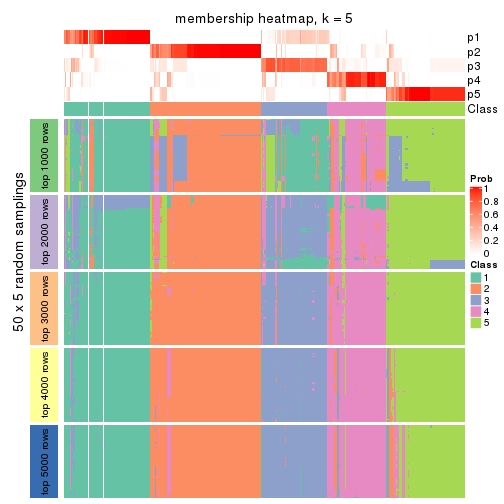 membership heatmap, k = 5
p1
p2
p3
p4
p5
Class
50 x 5 random samplings
top 1000 rows
top 2000 rows
top 3000 rows
top 4000 rows
top 5000 rows
Prob
1
0.8
0.6
0.4
0.2
0
Class
1
2
3
4
5